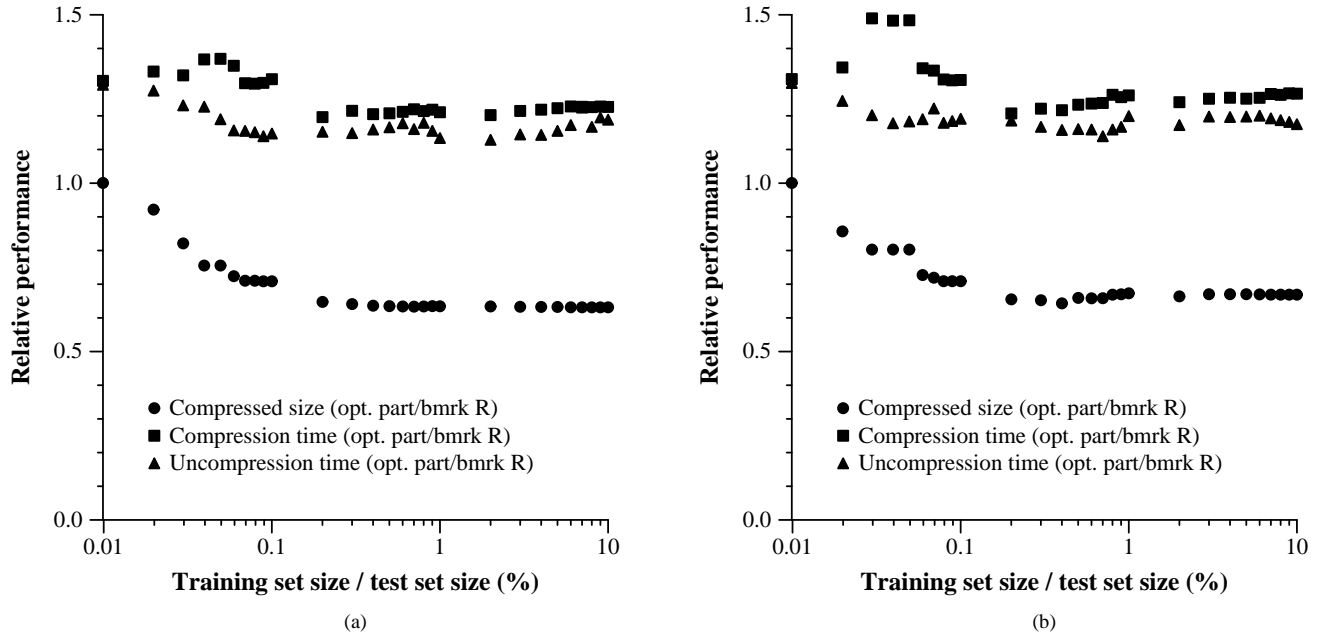 1.5
1.0
0.5
0.0
Relative performance
Compressed size (opt. part/bmrk R)
Compression time (opt. part/bmrk R)
Uncompression time (opt. part/bmrk R)
0.01 0.1 1 10
Training set size / test set size (%)
(a)
1.5
1.0
0.5
0.0
Relative performance
Compressed size (opt. part/bmrk R)
Compression time (opt. part/bmrk R)
Uncompression time (opt. part/bmrk R)
0.01 0.1 1 10
Training set size / test set size (%)
(b)